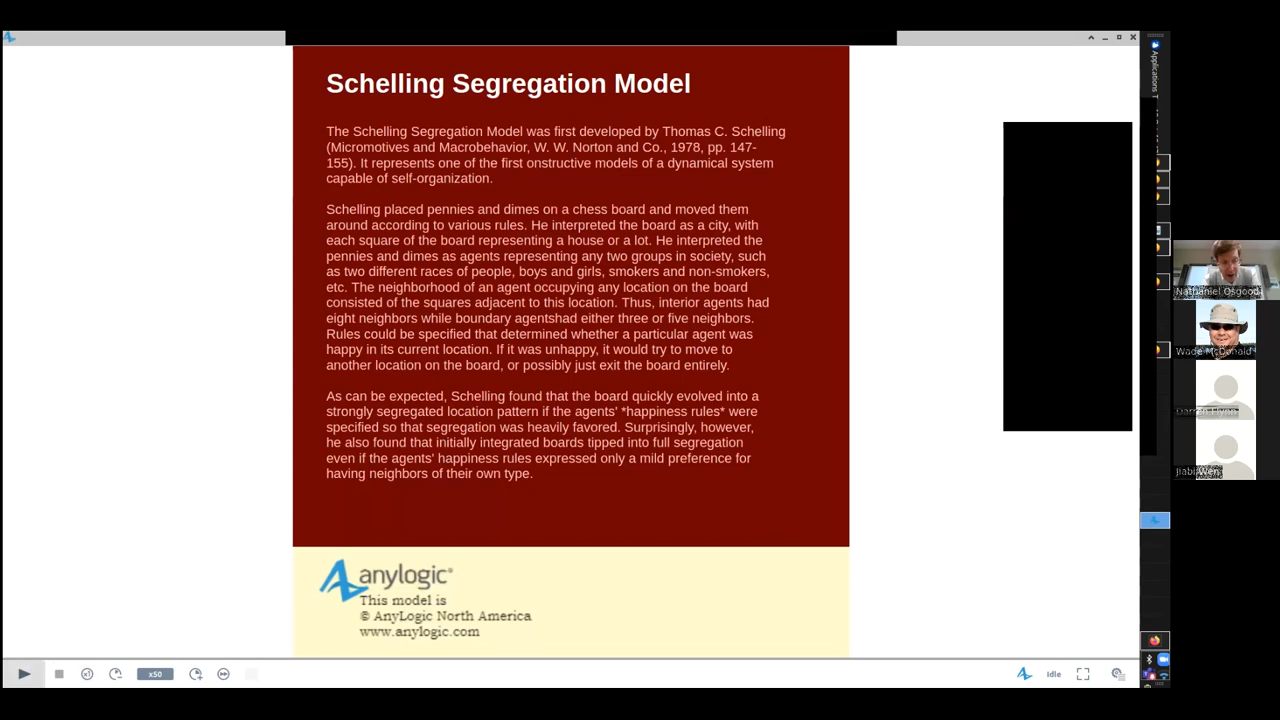 Schelling Segregation Model
The Schelling Segregation Model was first developed by Thomas C. Schelling
(Micromotives and Macrobehavior, W. W. Norton and Co., 1978, pp. 147-
155). It represents one of the first onstructive models of a dynamical system
capable of self-organization.
Schelling placed pennies and dimes on a chess board and moved them
around according to various rules. He interpreted the board as a city, with
each square of the board representing a house or a lot. He interpreted the
pennies and dimes as agents representing any two groups in society, such
as two different races of people, boys and girls, smokers and non-smokers,
etc. The neighborhood of an agent occupying any location on the board
consisted of the squares adjacent to this location. Thus, interior agents had
eight neighbors while boundary agentshad either three or five neighbors.
Rules could be specified that determined whether a particular agent was
happy in its current location. If it was unhappy, it would try to move to
another location on the board, or possibly just exit the board entirely.
As can be expected, Schelling found that the board quickly evolved into a
strongly segregated location pattern if the agents' *happiness rules* were
specified so that segregation was heavily favored. Surprisingly, however,
he also found that initially integrated boards tipped into full segregation
even if the agents' happiness rules expressed only a mild preference for
having neighbors of their own type.
anylogic®
This model is
© AnyLogic North America
www.anylogic.com
x1
x50
Idle
Applications
Nathaniel Osgood
Wade McDonald
Darren Flynn